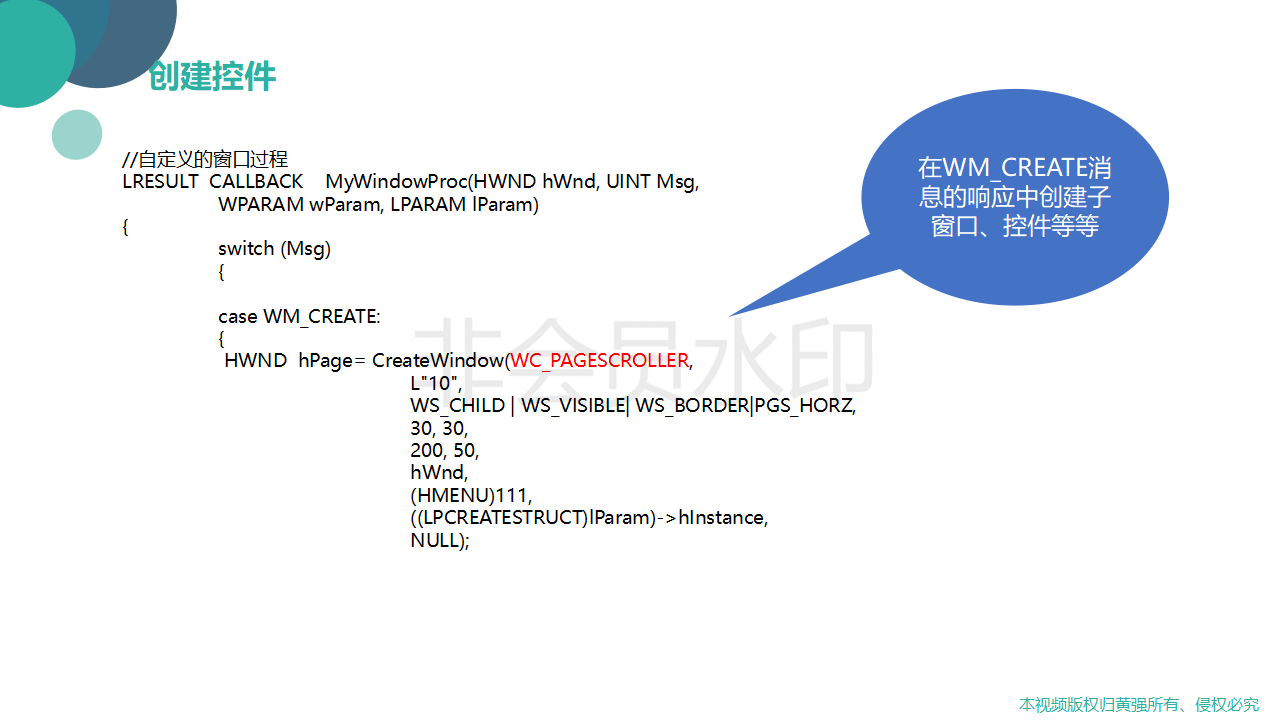 创建控件
//自定义的窗口过程
LRESULT CALLBACK MyWindowProc(HWND hWnd, UINT Msg,
WPARAM wParam, LPARAM lParam)
{
switch (Msg)
{
case WM_CREATE:
{
HWND hPage= CreateWindow(WC_PAGESCROLLER,
L"10",
WS_CHILD | WS_VISIBLE| WS_BORDER|PGS_HORZ,
30, 30,
200, 50,
hWnd,
(HMENU)111,
((LPCREATESTRUCT)lParam)->hInstance,
NULL);
在WM_CREATE消
息的响应中创建子
窗口、控件等等
非会员水印
本视频版权归黄强所有、侵权必究